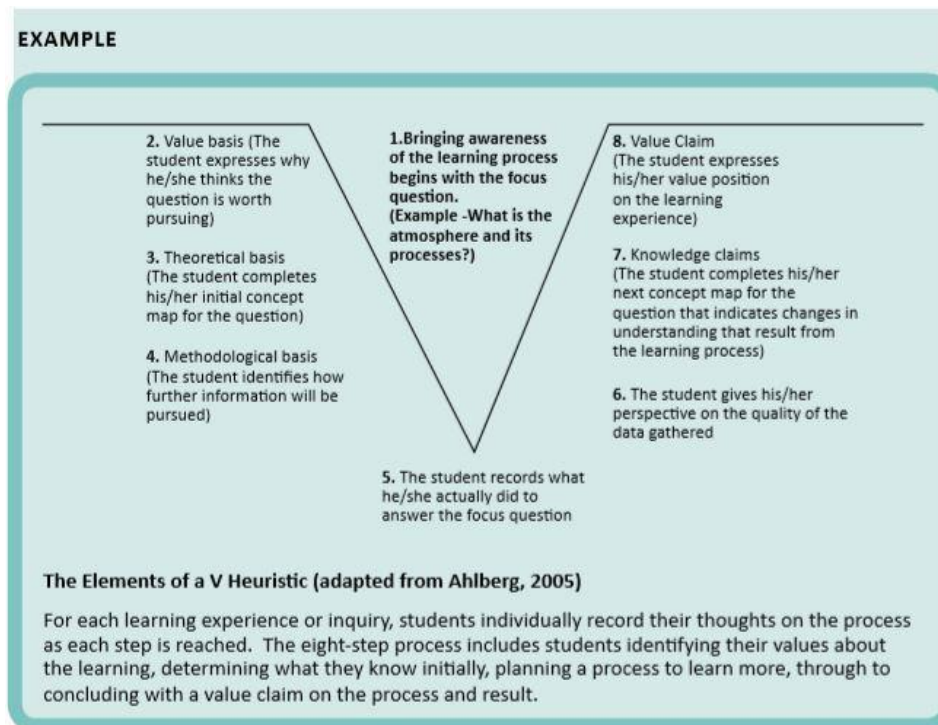 EXAMPLE
1.Bringing awareness
of the learning process
begins with the focus
question.
(Example -What is the
atmosphere and its
processes?)
2. Value basis (The
student expresses why
he/she thinks the
question is worth
pursuing)
3. Theoretical basis
(The student completes
his/her initial concept
map for the question)
4. Methodological basis
(The student identifies how
further information will be
pursued)
5. The student records what
he/she actually did to
answer the focus question
8. Value Claim
(The student expresses
his/her value position
on the learning
experience)
7. Knowledge claims
(The student completes his/her
next concept map for the
question that indicates changes in
understanding that result from
the learning process)
6. The student gives his/her
perspective on the quality of the
data gathered
The Elements of a V Heuristic (adapted from Ahlberg, 2005)
For each learning experience or inquiry, students individually record their thoughts on the process
as each step is reached.  The eight-step process includes students identifying their values about
the learning, determining what they know initially, planning a process to learn more, through to
concluding with a value claim on the process and result.